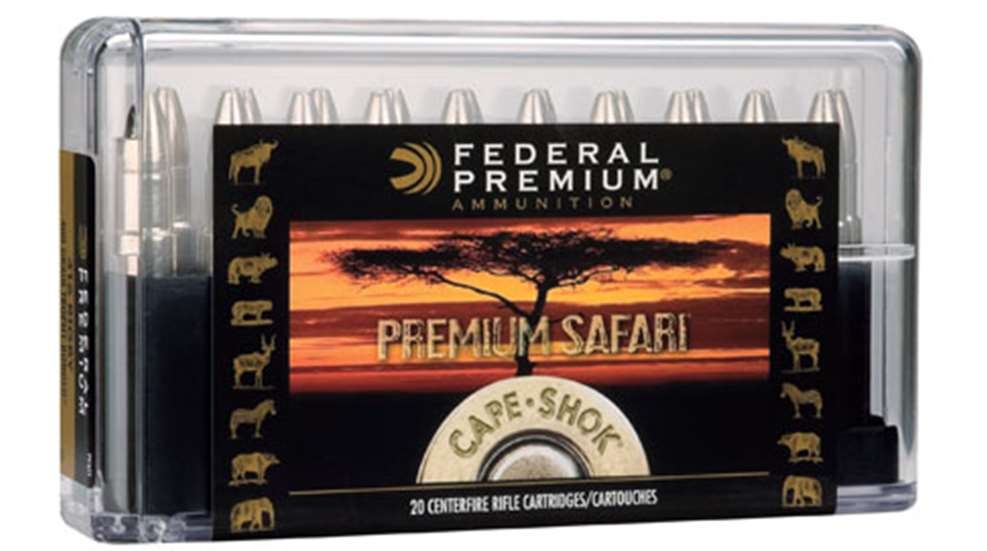 FEDERAL
PREMIUM®
AMMUNITION
PREMIUM SAFARI
CAPE·SHOK
20 CENTERFIRE RIFLE CARTRIDGES/CARTOUCHES